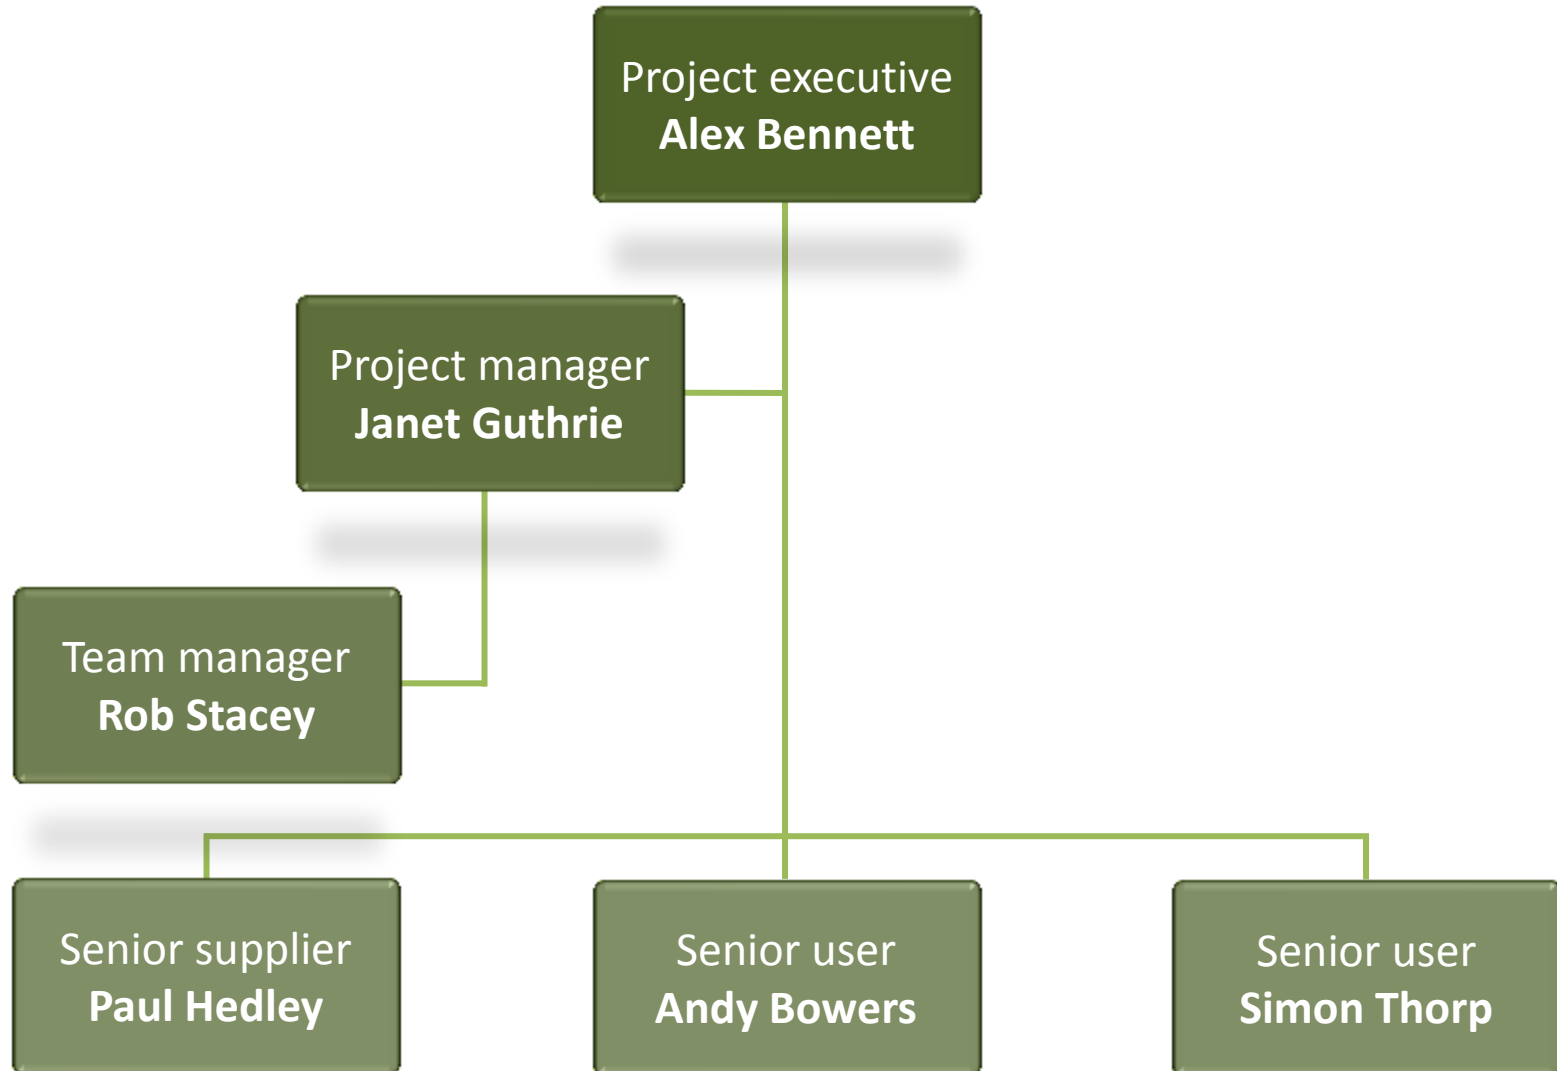 Project executive
Alex Bennett
Project manager
Janet Guthrie
Team manager
Rob Stacey
Senior supplier
Paul Hedley
Senior user
Andy Bowers
Senior user
Simon Thorp